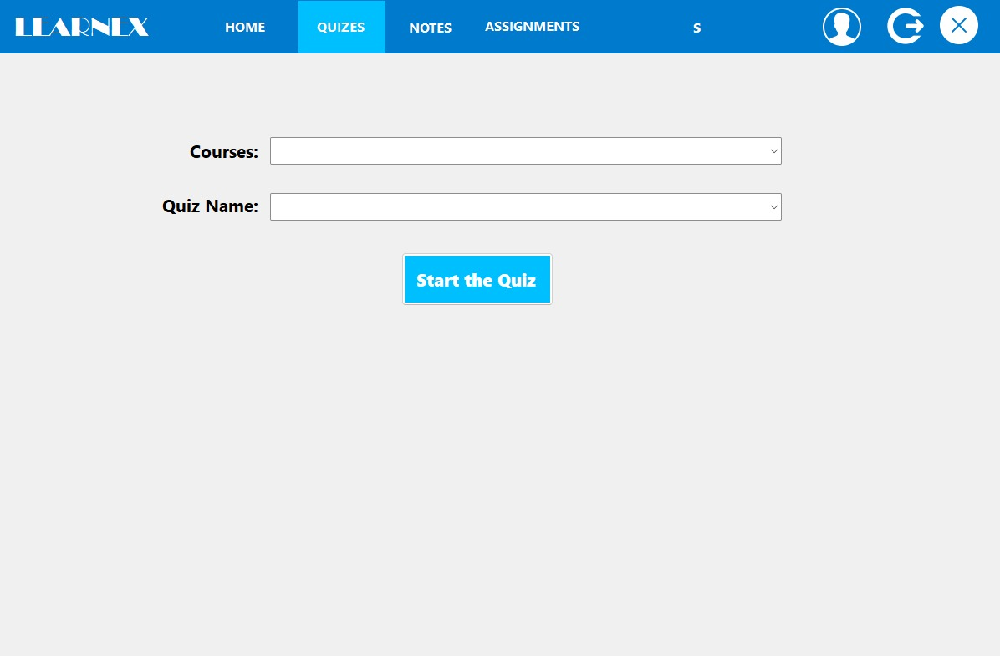 LEARNEX HOME QUIZES NOTES ASSIGNMENTS S
Courses:
Quiz Name:
Start the Quiz